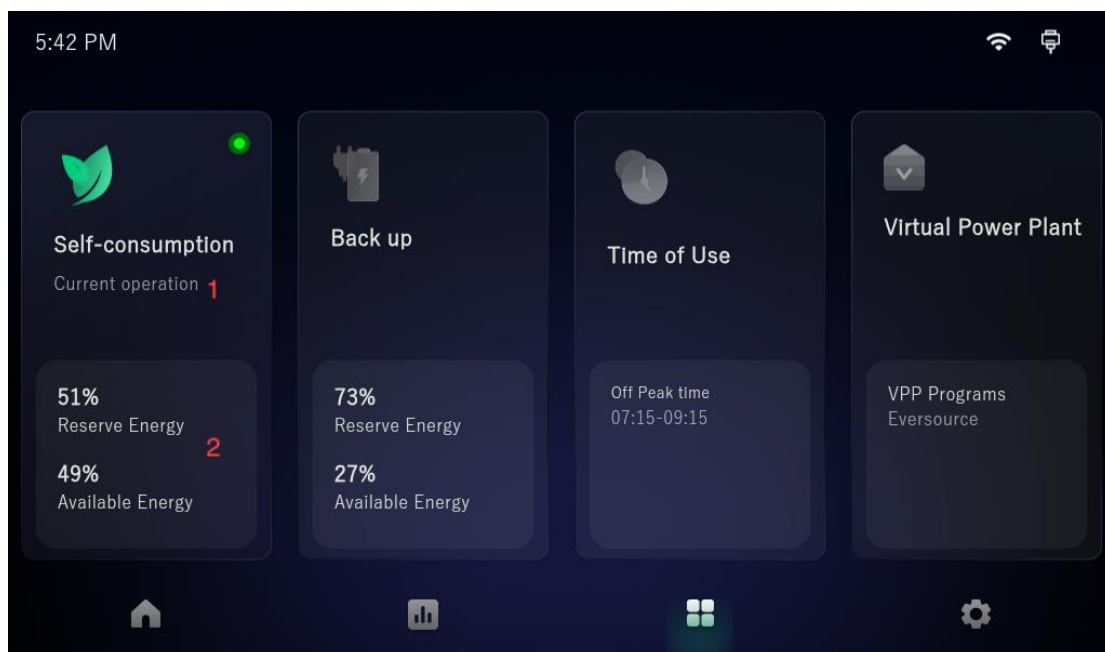 5:42 PM
Self-consumption
Current operation 1
51%
Reserve Energy
2
49%
Available Energy
Back up
73%
Reserve Energy
27%
Available Energy
Time of Use
Off Peak time
07:15-09:15
Virtual Power Plant
VPP Programs
Eversource